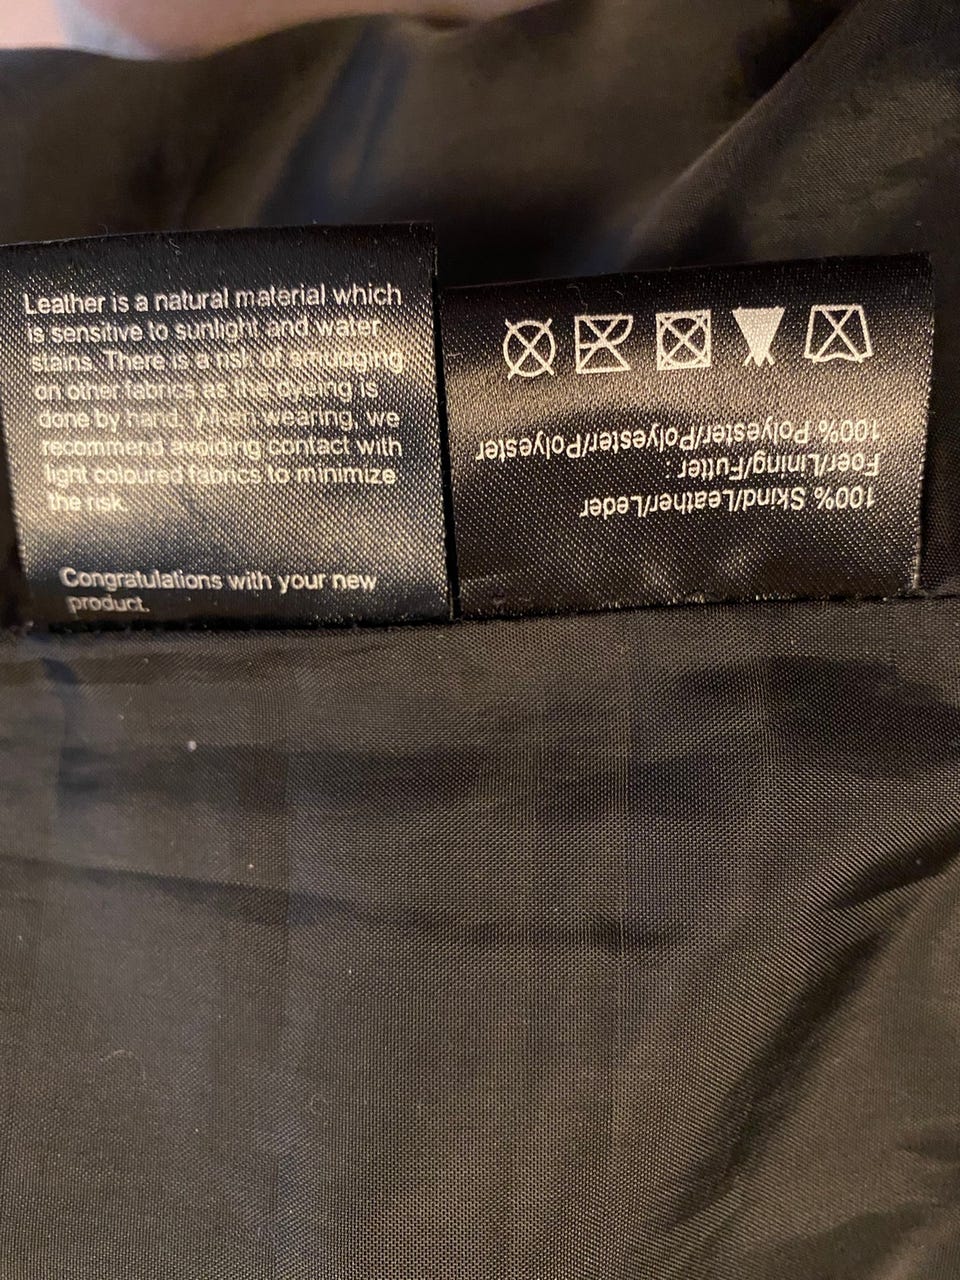 Leather is a natural material which
is sensitive to sunlight and water
stains. There is a risk of smudging
on other fabrics as the dyeing is
done by hand. When wearing, we
recommend avoiding contact with
light coloured fabrics to minimize
the risk.
Congratulations with your new
product.
100% Skind/Leather/Leder
Foer/Lining/Futter:
100% Polyester/Polyester/Polyester